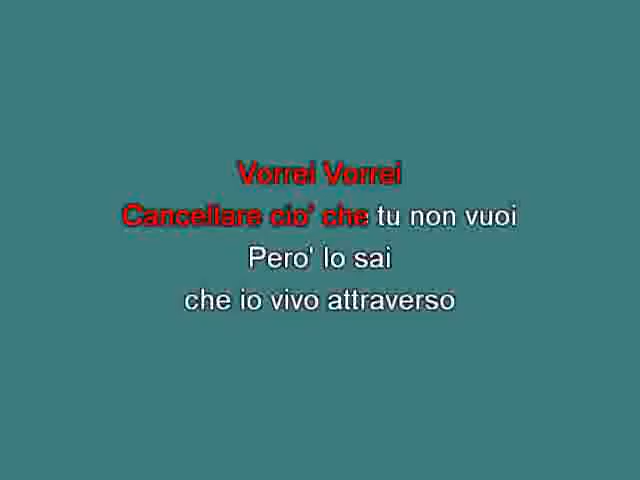 Vorrei Vorrei
Cancellare cio' che tu non vuoi
Pero' lo sai
che io vivo attraverso